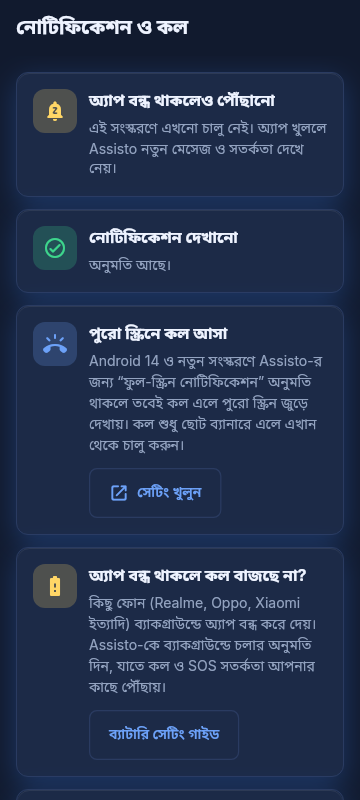 নোটিফিকেশন ও কল
অ্যাপ বন্ধ থাকলেও পৌঁছানো
এই সংস্করণে এখনো চালু নেই। অ্যাপ খুললে
Assisto নতুন মেসেজ ও সতর্কতা দেখে
নেয়।
নোটিফিকেশন দেখানো
অনুমতি আছে।
পুরো স্ক্রিনে কল আসা
Android 14 ও নতুন সংস্করণে Assisto-র
জন্য “ফুল-স্ক্রিন নোটিফিকেশন” অনুমতি
থাকলে তবেই কল এলে পুরো স্ক্রিন জুড়ে
দেখায়। কল শুধু ছোট ব্যানারে এলে এখান
থেকে চালু করুন।
সেটিং খুলুন
অ্যাপ বন্ধ থাকলে কল বাজছে না?
কিছু ফোন (Realme, Oppo, Xiaomi
ইত্যাদি) ব্যাকগ্রাউন্ডে অ্যাপ বন্ধ করে দেয়।
Assisto-কে ব্যাকগ্রাউন্ডে চলার অনুমতি
দিন, যাতে কল ও SOS সতর্কতা আপনার
কাছে পৌঁছায়।
ব্যাটারি সেটিং গাইড